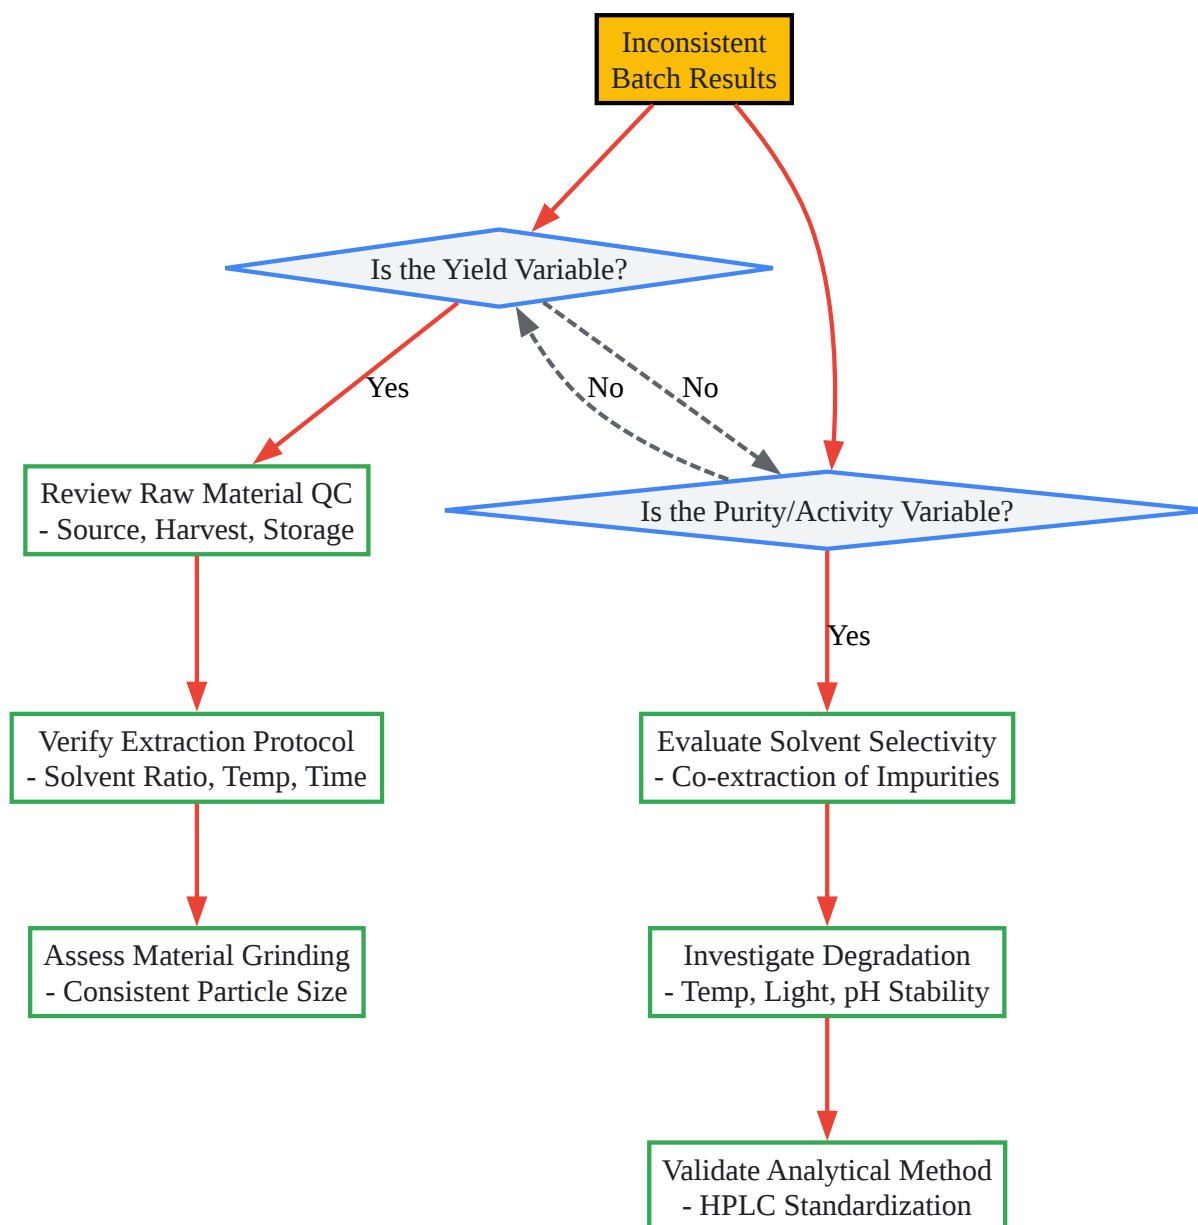 Inconsistent
Batch Results
Is the Yield Variable?
Yes
No
No
Review Raw Material QC
- Source, Harvest, Storage
Is the Purity/Activity Variable?
Yes
Verify Extraction Protocol
- Solvent Ratio, Temp, Time
Evaluate Solvent Selectivity
- Co-extraction of Impurities
Assess Material Grinding
- Consistent Particle Size
Investigate Degradation
- Temp, Light, pH Stability
Validate Analytical Method
- HPLC Standardization